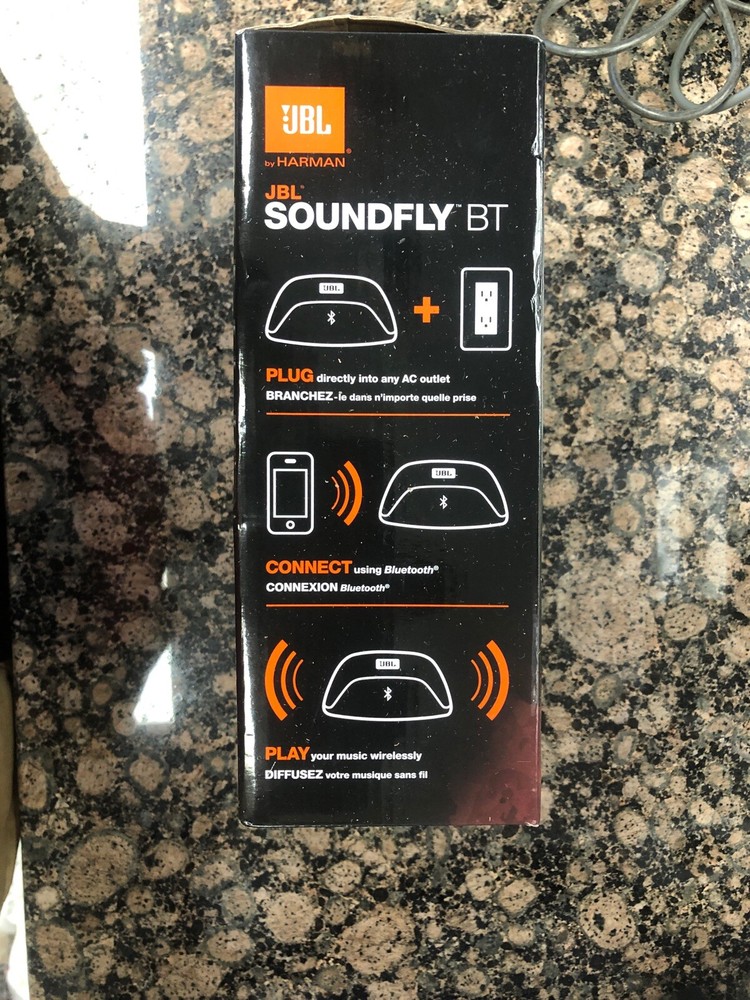 JBL®
by HARMAN
JBL®
SOUNDFLY™ BT
JBL
PLUG directly into any AC outlet
BRANCHEZ-le dans n'importe quelle prise
JBL
CONNECT using Bluetooth®
CONNEXION Bluetooth®
JBL
PLAY your music wirelessly
DIFFUSEZ votre musique sans fil